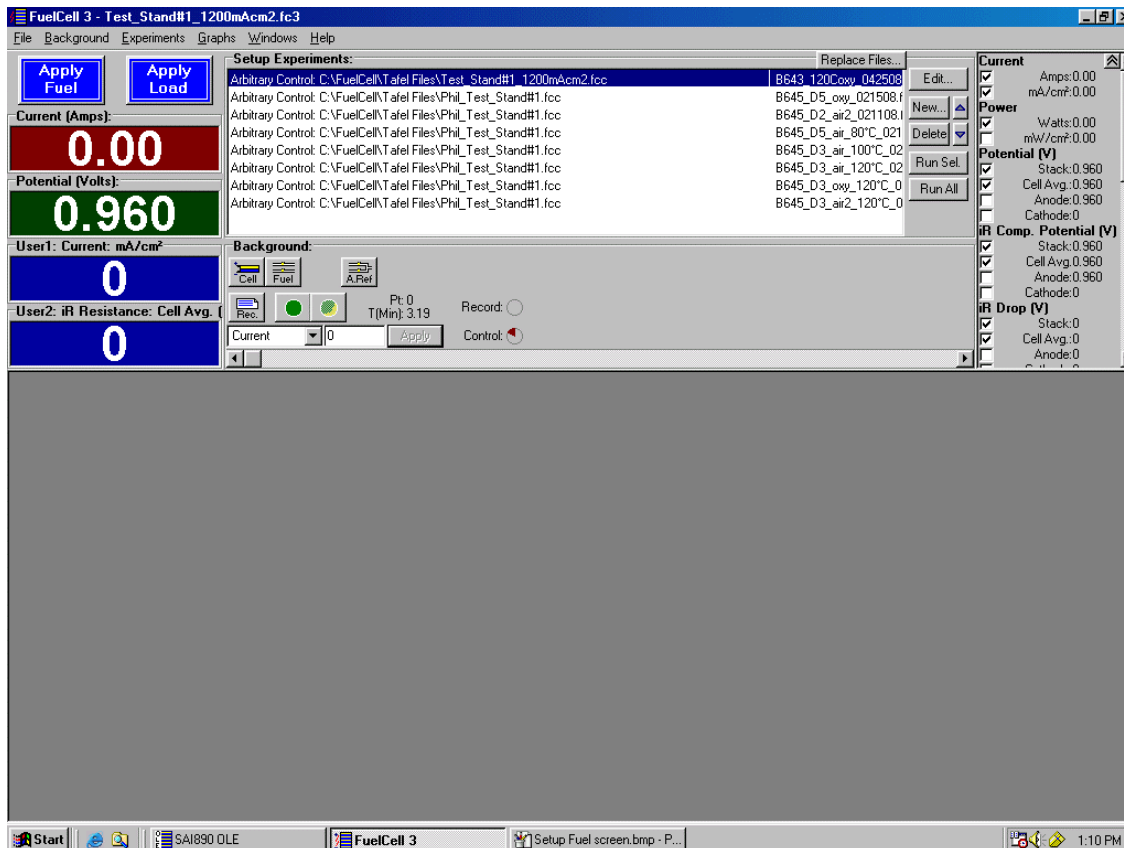 FuelCell 3 - Test_Stand#1_1200mAcm2.fc3
File Background Experiments Graphs Windows Help
Apply Fuel
Apply Load
Current (Amps):
0.00
Potential (Volts):
0.960
User1: Current: mA/cm²
0
User2: iR Resistance: Cell Avg. (
0
Setup Experiments:
Replace Files...
Arbitrary Control: C:\FuelCell\Tafel Files\Test_Stand#1_1200mAcm2.fcc B643_120Coxy_042508
Arbitrary Control: C:\FuelCell\Tafel Files\Phil_Test_Stand#1.fcc B645_D5_oxy_021508.f
Arbitrary Control: C:\FuelCell\Tafel Files\Phil_Test_Stand#1.fcc B645_D2_air2_021108.f
Arbitrary Control: C:\FuelCell\Tafel Files\Phil_Test_Stand#1.fcc B645_D5_air_80°C_021
Arbitrary Control: C:\FuelCell\Tafel Files\Phil_Test_Stand#1.fcc B645_D3_air_100°C_02
Arbitrary Control: C:\FuelCell\Tafel Files\Phil_Test_Stand#1.fcc B645_D3_air_120°C_02
Arbitrary Control: C:\FuelCell\Tafel Files\Phil_Test_Stand#1.fcc B645_D3_oxy_120°C_0
Arbitrary Control: C:\FuelCell\Tafel Files\Phil_Test_Stand#1.fcc B645_D3_air2_120°C_0
Edit...
New...
Delete
Run Sel.
Run All
Background:
Cell
Fuel
A.Ref
Rec.
Pt: 0
T(Min): 3.19
Record:
Current
0
Apply
Control:
Current
Amps:0.00
mA/cm²:0.00
Power
Watts:0.00
mW/cm²:0.00
Potential (V)
Stack:0.960
Cell Avg.:0.960
Anode:0.960
Cathode:0
iR Comp. Potential (V)
Stack:0.960
Cell Avg.0.960
Anode:0.960
Cathode:0
iR Drop (V)
Stack:0
Cell Avg.:0
Anode:0
Start
SAI890 OLE
FuelCell 3
Setup Fuel screen.bmp - P...
1:10 PM